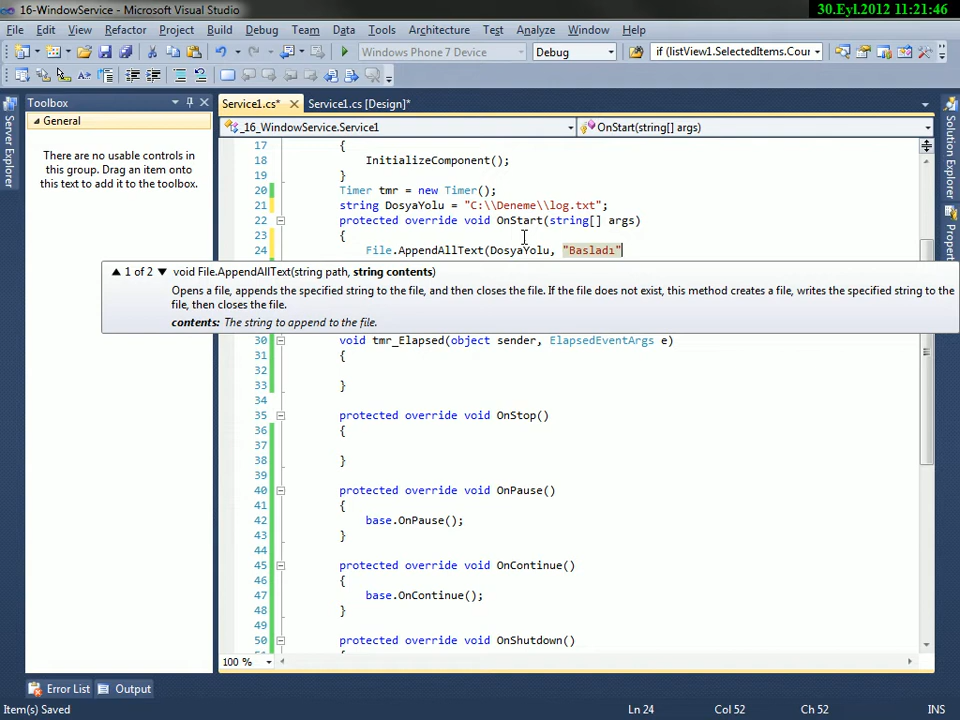 16-WindowService - Microsoft Visual Studio
30.Eyl.2012 11:21:46
File Edit View Refactor Project Build Debug Team Data Tools Architecture Test Analyze Window Help
Windows Phone 7 Device Debug if (listView1.SelectedItems.Cour
Toolbox
Service1.cs* Service1.cs [Design]*
General
_16_WindowService.Service1 OnStart(string[] args)
There are no usable controls in
this group. Drag an item onto
this text to add it to the toolbox.
Server Explorer
Solution Explorer
Properti
17 {
18 InitializeComponent();
19 }
20 Timer tmr = new Timer();
21 string DosyaYolu = "C:\\Deneme\\log.txt";
22 protected override void OnStart(string[] args)
23 {
24 File.AppendAllText(DosyaYolu, "Basladı"
1 of 2 void File.AppendAllText(string path, string contents)
Opens a file, appends the specified string to the file, and then closes the file. If the file does not exist, this method creates a file, writes the specified string to the
file, then closes the file.
contents: The string to append to the file.
30 void tmr_Elapsed(object sender, ElapsedEventArgs e)
31 {
32
33 }
34
35 protected override void OnStop()
36 {
37
38 }
39
40 protected override void OnPause()
41 {
42 base.OnPause();
43 }
44
45 protected override void OnContinue()
46 {
47 base.OnContinue();
48 }
49
50 protected override void OnShutdown()
100 %
Error List Output
Item(s) Saved Ln 24 Col 52 Ch 52 INS